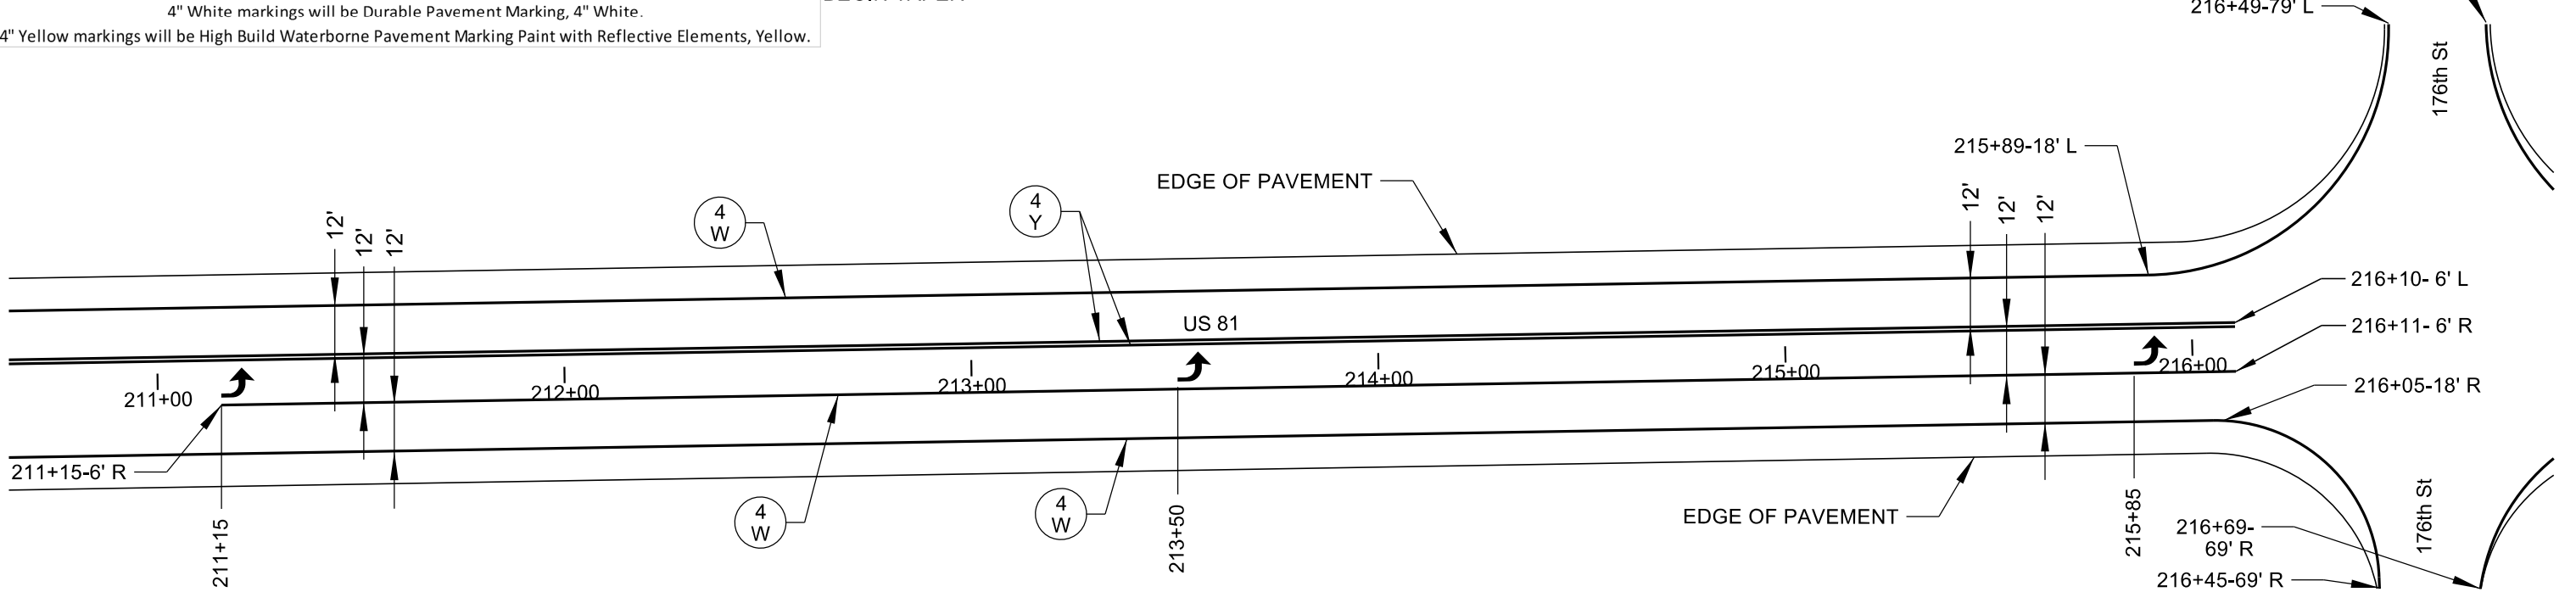 4" White markings will be Durable Pavement Marking, 4" White.
4" Yellow markings will be High Build Waterborne Pavement Marking Paint with Reflective Elements, Yellow.
216+49-79' L
176th St
215+89-18' L
EDGE OF PAVEMENT
4
W
4
Y
12'
12'
12'
12'
12'
12'
216+10- 6' L
US 81
216+11- 6' R
211+00
212+00
213+00
214+00
215+00
216+00
216+05-18' R
211+15-6' R
4
W
4
W
EDGE OF PAVEMENT
211+15
213+50
215+85
216+69-
69' R
176th St
216+45-69' R